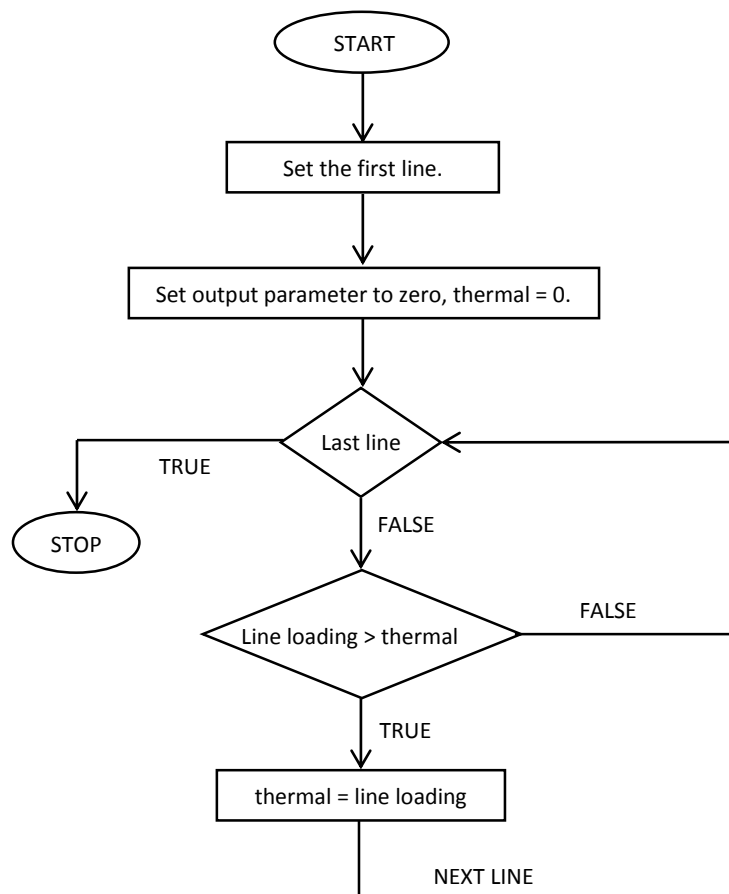 START
Set the first line.
Set output parameter to zero, thermal = 0.
Last line
TRUE
FALSE
STOP
Line loading > thermal
FALSE
TRUE
thermal = line loading
NEXT LINE